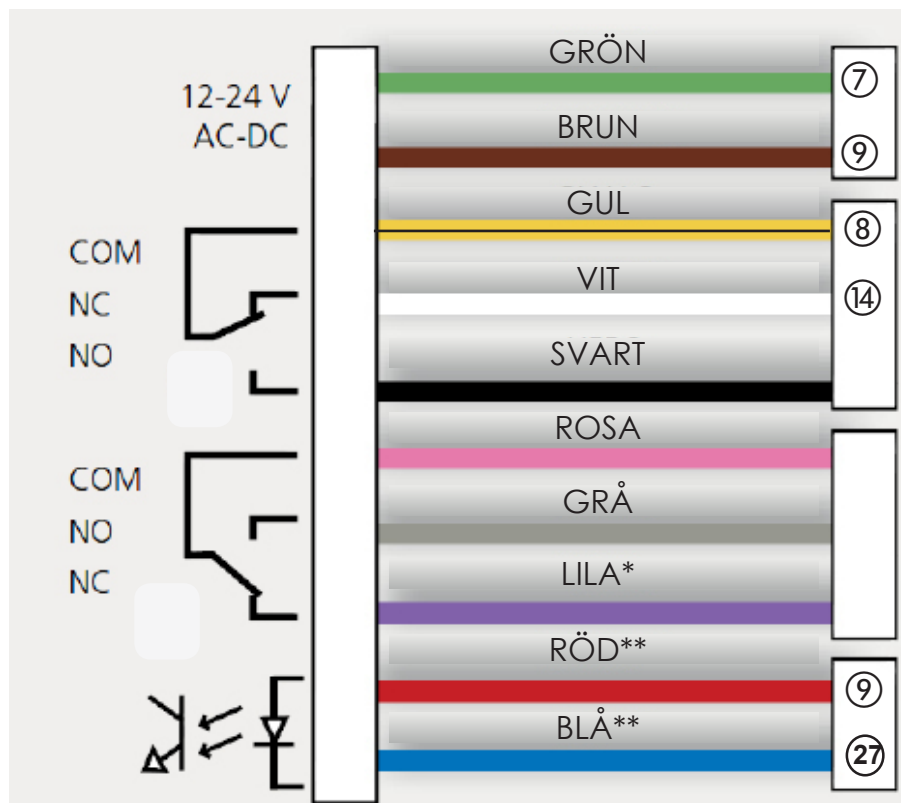 GRÖN
⑦
12-24 V
AC-DC
BRUN
⑨
GUL
⑧
COM
NC
NO
VIT
⑭
SVART
ROSA
COM
NO
NC
GRÅ
LILA*
RÖD**
⑨
BLÅ**
㉗